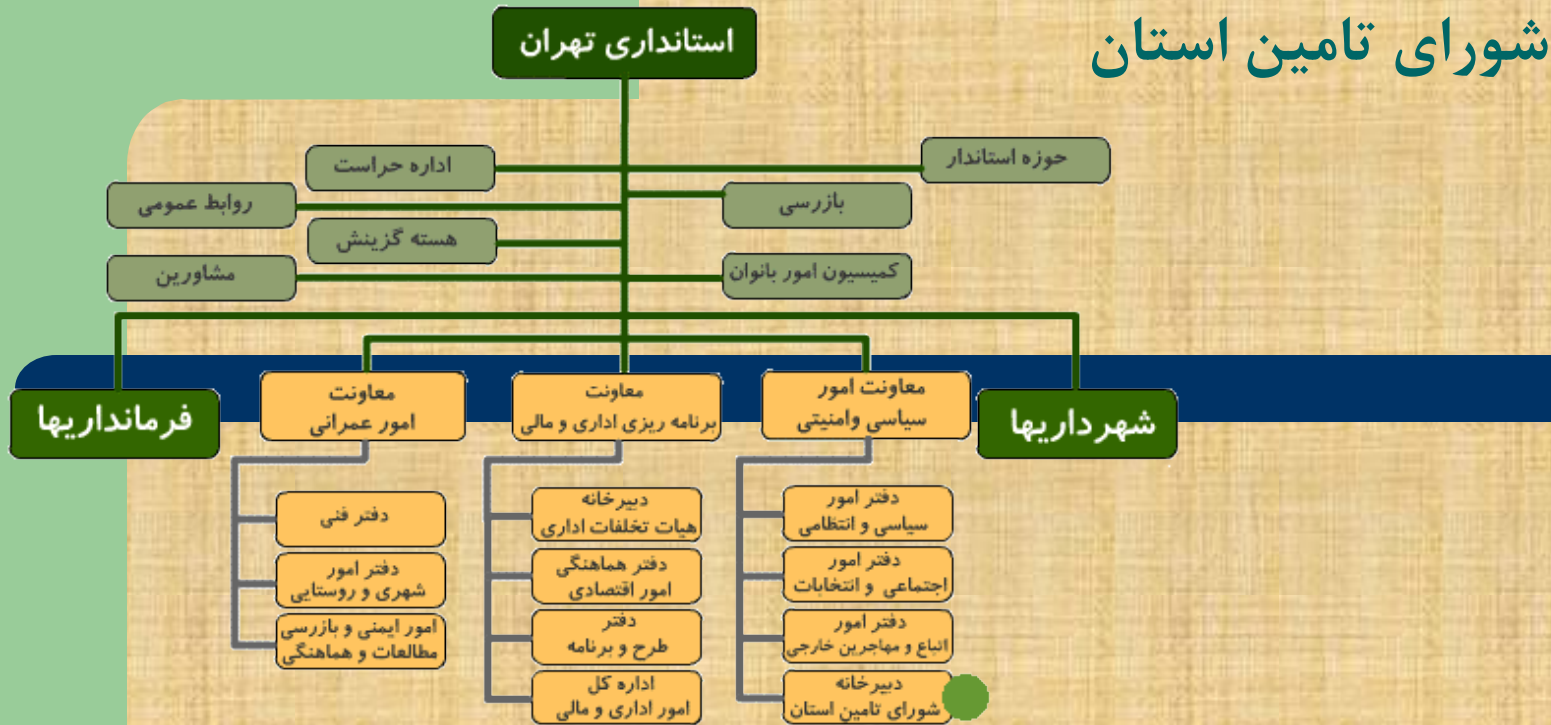 شورای تامین استان
استانداری تهران
حوزه استاندار
اداره حراست
بازرسی
روابط عمومی
هسته گزینش
کمیسیون امور بانوان
مشاورین
شهرداریها
معاونت امور
سیاسی وامنیتی
معاونت
برنامه ریزی اداری و مالی
معاونت
امور عمرانی
فرمانداریها
دفتر امور
سیاسی و انتظامی
دفتر امور
اجتماعی و انتخابات
دفتر امور
اتباع و مهاجرین خارجی
دبیرخانه
شورای تامین استان
دبیرخانه
هیات تخلفات اداری
دفتر هماهنگی
امور اقتصادی
دفتر
طرح و برنامه
اداره کل
امور اداری و مالی
دفتر فنی
دفتر امور
شهری و روستایی
امور ایمنی و بازرسی
مطالعات و هماهنگی